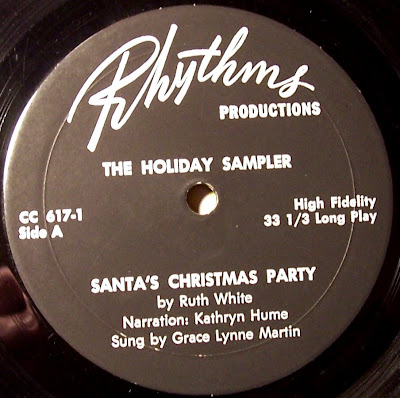 Rhythms
PRODUCTIONS
THE HOLIDAY SAMPLER
CC 617-1
Side A
High Fidelity
33 1/3 Long Play
SANTA'S CHRISTMAS PARTY
by Ruth White
Narration: Kathryn Hume
Sung by Grace Lynne Martin